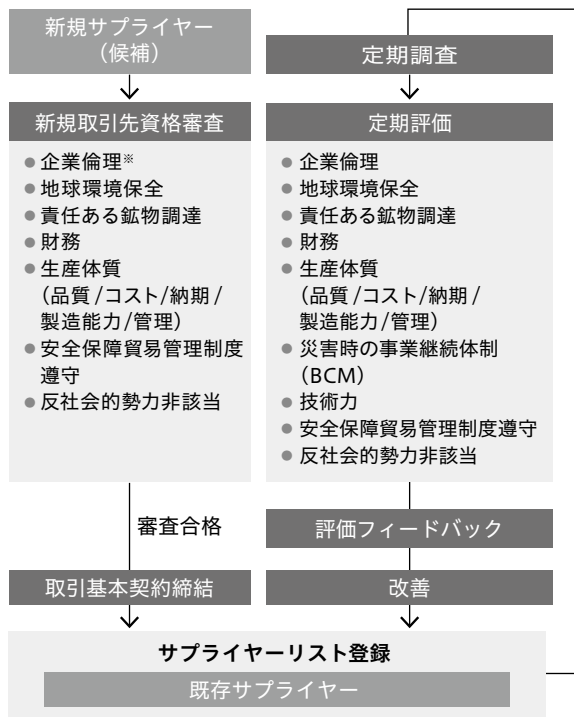 新規サプライヤー
（候補）
新規取引先資格審査
● 企業倫理※
● 地球環境保全
● 責任ある鉱物調達
● 財務
● 生産体質
（品質/コスト/納期/
製造能力/管理）
● 安全保障貿易管理制度
遵守
● 反社会的勢力非該当
審査合格
取引基本契約締結
定期調査
定期評価
● 企業倫理
● 地球環境保全
● 責任ある鉱物調達
● 財務
● 生産体質
（品質/コスト/納期/
製造能力/管理）
● 災害時の事業継続体制
（BCM）
● 技術力
● 安全保障貿易管理制度遵守
● 反社会的勢力非該当
評価フィードバック
改善
サプライヤーリスト登録
既存サプライヤー